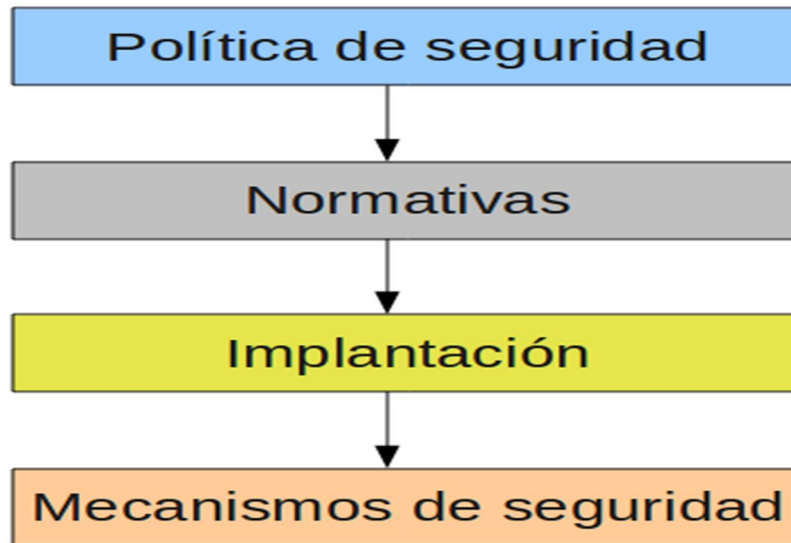 Política de seguridad
Normativas
Implantación
Mecanismos de seguridad